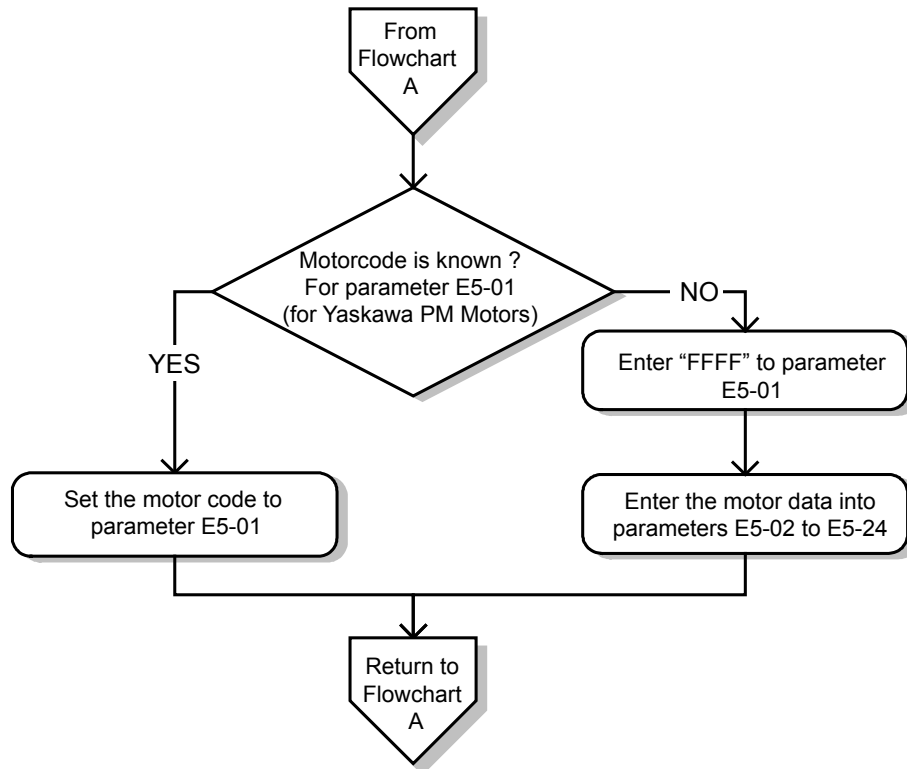 From
Flowchart
A
Motorcode is known ?
For parameter E5-01
(for Yaskawa PM Motors)
NO
YES
Enter “FFFF” to parameter
E5-01
Set the motor code to
parameter E5-01
Enter the motor data into
parameters E5-02 to E5-24
Return to
Flowchart
A